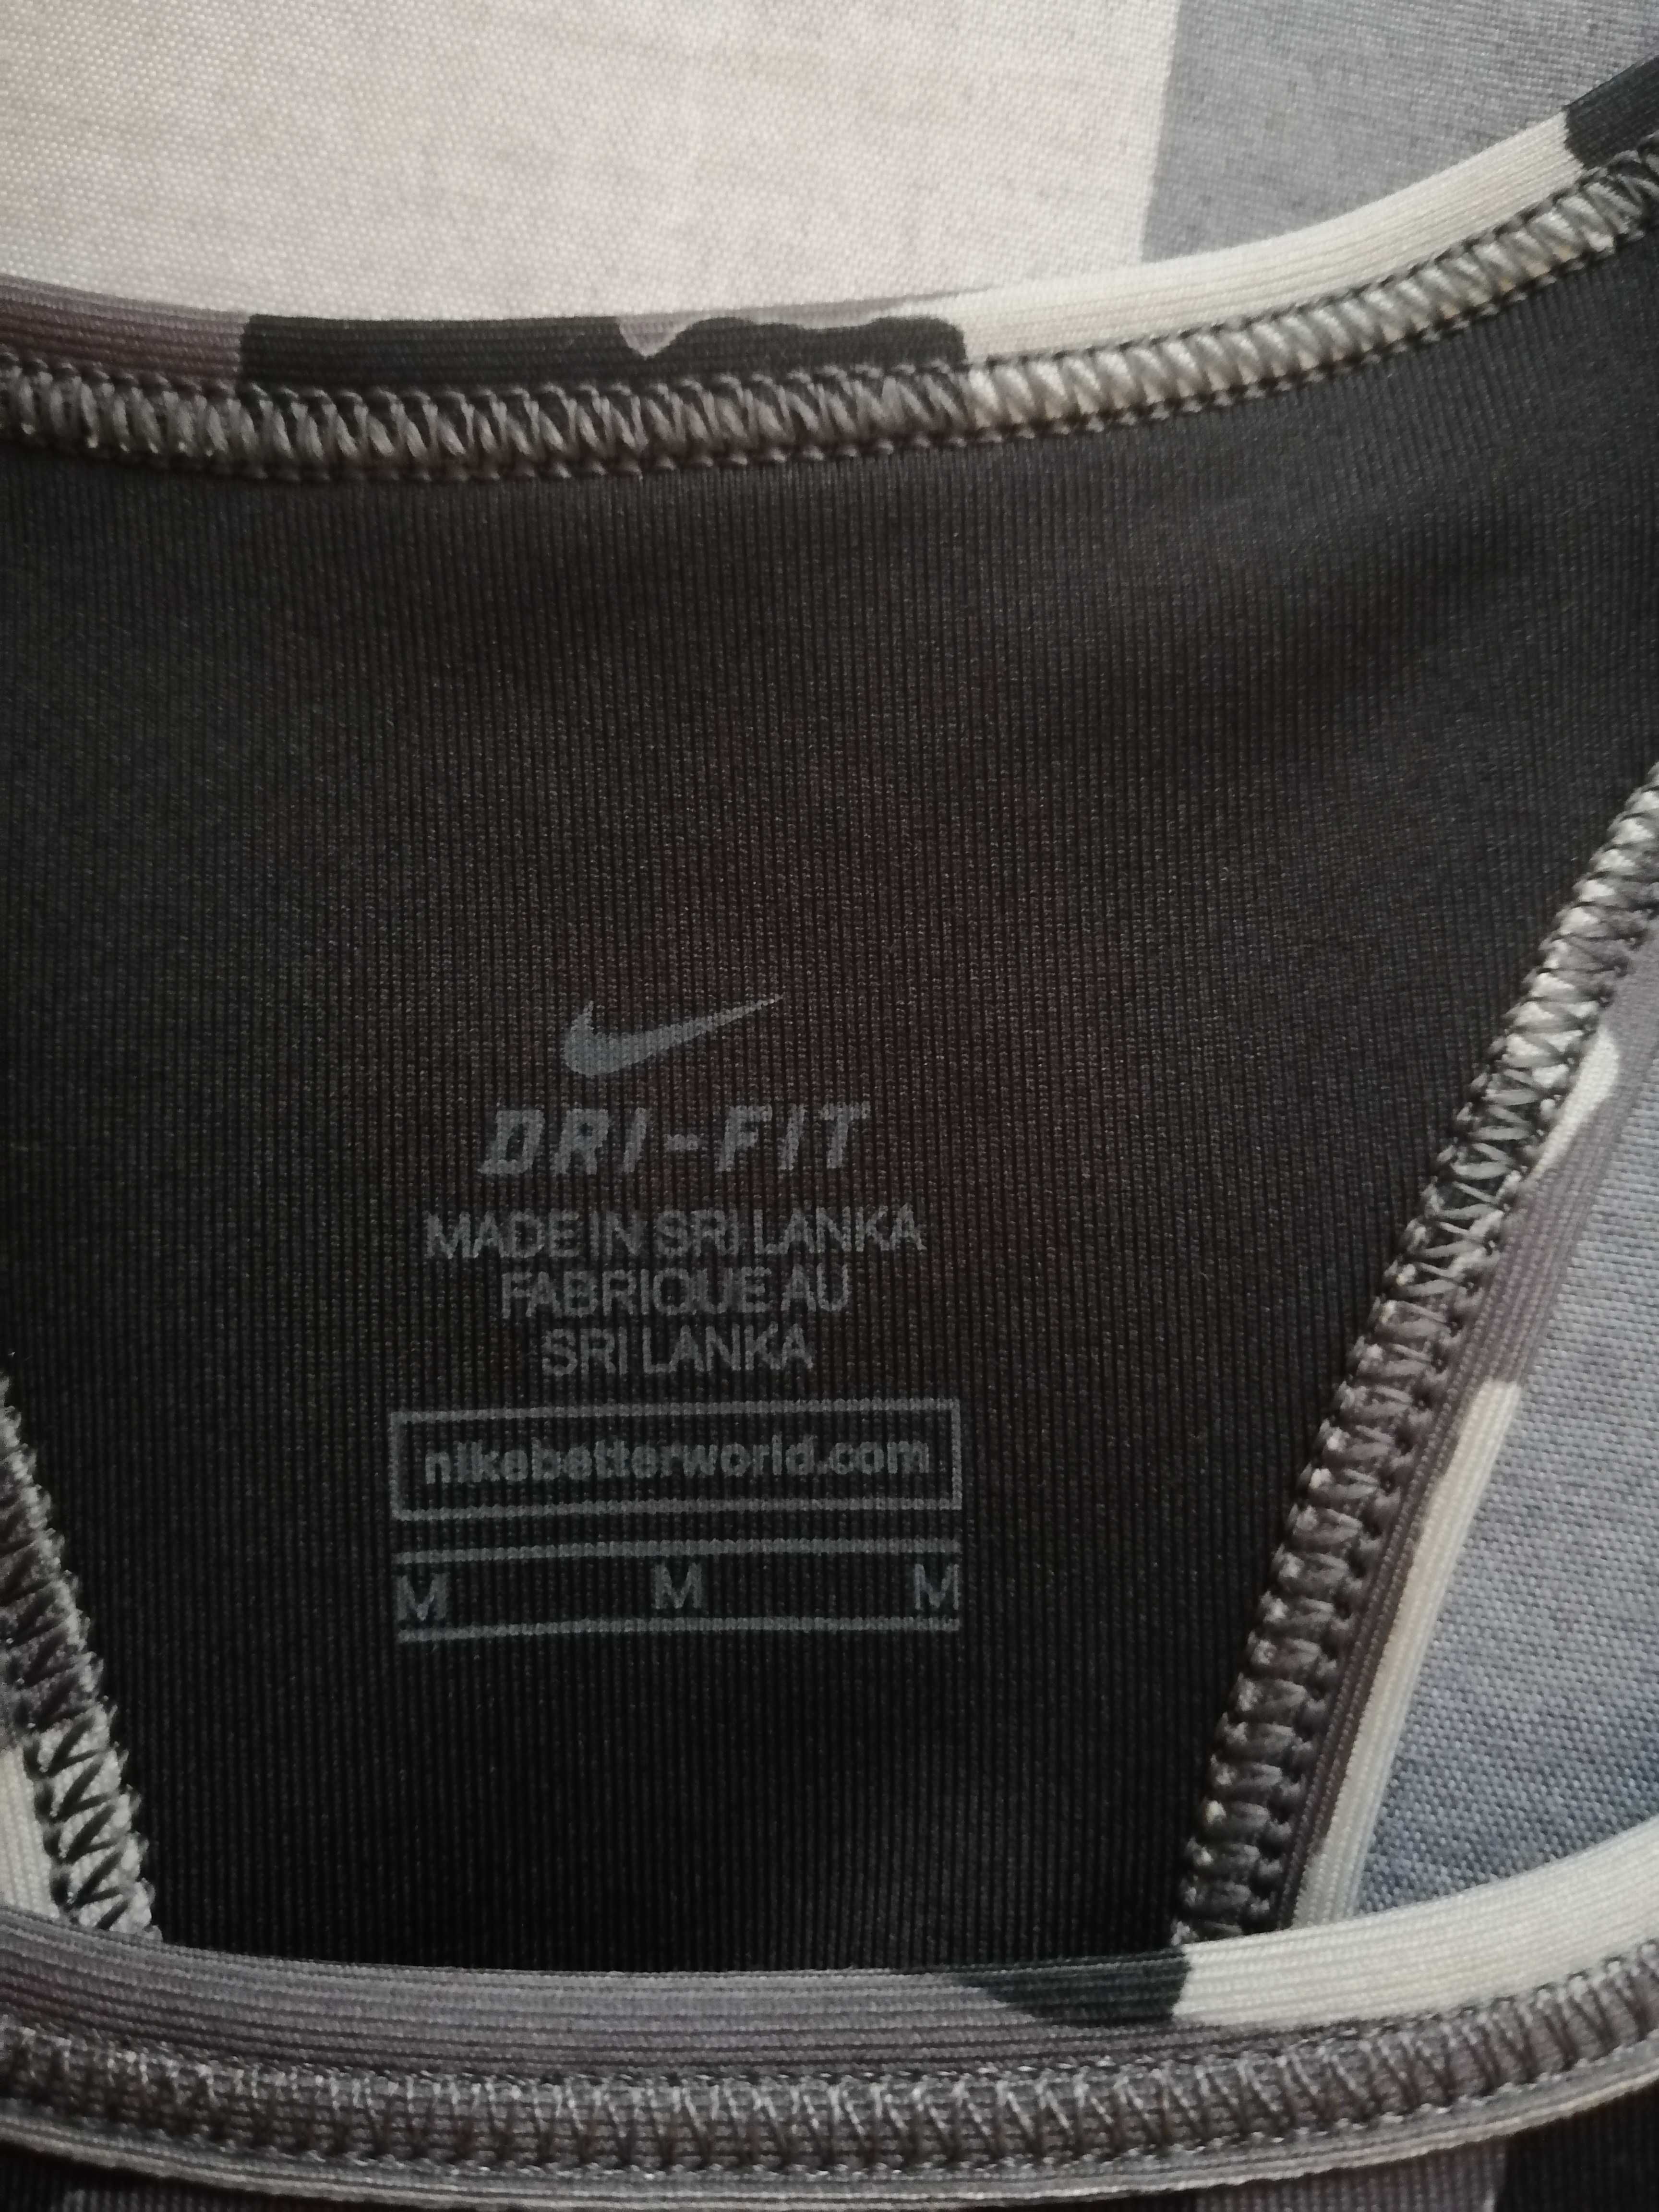 DRI-FIT
MADE IN SRI LANKA
FABRIQUE AU
SRI LANKA
nikebetterworld.com
M M M